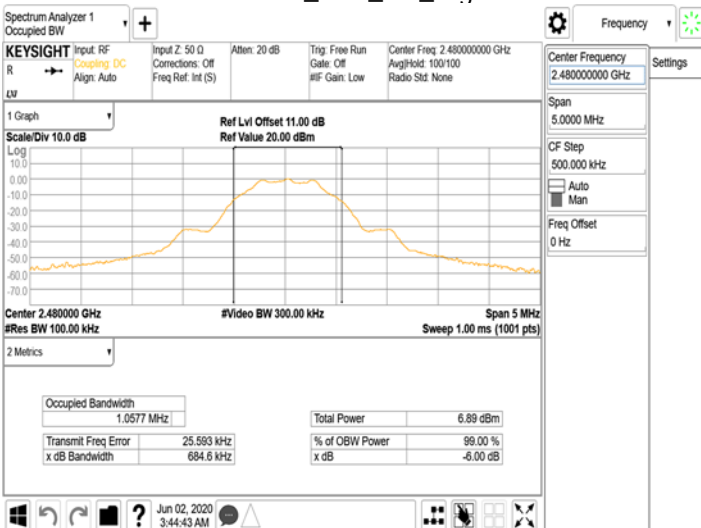 Spectrum Analyzer 1
Occupied BW
+
Frequency
KEYSIGHT
R
Input: RF
Coupling: DC
Align: Auto
Input Z: 50 Ω
Corrections: Off
Freq Ref: Int (S)
Atten: 20 dB
Trig: Free Run
Gate: Off
#IF Gain: Low
Center Freq: 2.480000000 GHz
Avg|Hold: 100/100
Radio Std: None
Center Frequency
2.480000000 GHz
Settings
Span
5.0000 MHz
CF Step
500.000 kHz
Auto
Man
Freq Offset
0 Hz
1 Graph
Scale/Div 10.0 dB
Ref Lvl Offset 11.00 dB
Ref Value 20.00 dBm
Log
10.0
0.00
-10.0
-20.0
-30.0
-40.0
-50.0
-60.0
-70.0
Center 2.480000 GHz
#Res BW 100.00 kHz
#Video BW 300.00 kHz
Span 5 MHz
Sweep 1.00 ms (1001 pts)
2 Metrics
Occupied Bandwidth
1.0577 MHz
Total Power 6.89 dBm
Transmit Freq Error 25.593 kHz
% of OBW Power 99.00 %
x dB Bandwidth 684.6 kHz
x dB -6.00 dB
?
Jun 02, 2020
3:44:43 AM